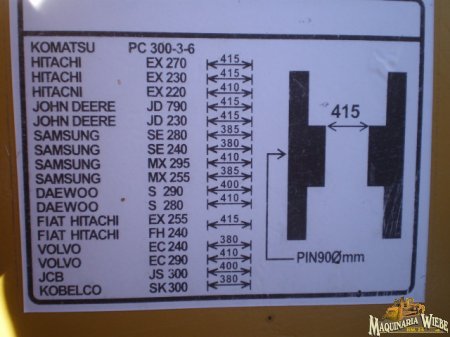 KOMATSU PC 300-3-6
HITACHI EX 270 415
HITACHI EX 230 415
HITACNI EX 220 410
JOHN DEERE JD 790 415
JOHN DEERE JD 230 415
SAMSUNG SE 280 385
SAMSUNG SE 240 380
SAMSUNG MX 295 410
SAMSUNG MX 255 385
DAEWOO S 290 400
DAEWOO S 280 410
FIAT HITACHI EX 255 415
FIAT HITACHI FH 240
VOLVO EC 240 380
VOLVO EC 290 410
JCB JS 300 400
KOBELCO SK 300 380
415
PIN90Ømm
MAQUINARIA WIEBE
KM. 24